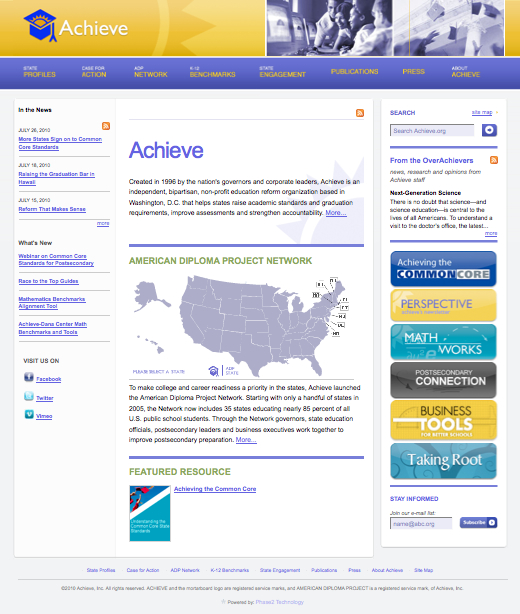 Achieve
STATE
PROFILES
CASE FOR
ACTION
ADP
NETWORK
K-12
BENCHMARKS
STATE
ENGAGEMENT
PUBLICATIONS
PRESS
ABOUT
ACHIEVE
In the News
JULY 26, 2010
More States Sign on to Common
Core Standards
JULY 16, 2010
Raising the Graduation Bar in
Hawaii
JULY 15, 2010
Reform That Makes Sense
more
What's New
Webinar on Common Core
Standards for Postsecondary
Race to the Top Guides
Mathematics Benchmarks
Alignment Tool
Achieve-Dana Center Math
Benchmarks and Tools
VISIT US ON
Facebook
Twitter
Vimeo
Achieve
Created in 1996 by the nation's governors and corporate leaders, Achieve is an
independent, bipartisan, non-profit education reform organization based in
Washington, D.C. that helps states raise academic standards and graduation
requirements, improve assessments and strengthen accountability. More...
AMERICAN DIPLOMA PROJECT NETWORK
PLEASE SELECT A STATE
ADP
STATE
To make college and career readiness a priority in the states, Achieve launched
the American Diploma Project Network. Starting with only a handful of states in
2005, the Network now includes 35 states educating nearly 85 percent of all
U.S. public school students. Through the Network governors, state education
officials, postsecondary leaders and business executives work together to
improve postsecondary preparation. More...
FEATURED RESOURCE
Achieving the Common Core
Understanding the
Common Core State
Standards
SEARCH
site map
Search Achieve.org
From the OverAchievers
news, research and opinions from
Achieve staff
Next-Generation Science
There is no doubt that science—and
science education—is central to the
lives of all Americans. To understand a
visit to the doctor's office, the latest...
more
Achieving the
COMMON CORE
PERSPECTIVE
achieve's newsletter
MATH
WORKS
POSTSECONDARY
CONNECTION
BUSINESS
TOOLS
FOR BETTER SCHOOLS
Taking Root
STAY INFORMED
Join our e-mail list:
name@abc.org
Subscribe
State Profiles
Case for Action
ADP Network
K-12 Benchmarks
State Engagement
Publications
Press
About Achieve
Site Map
©2010 Achieve, Inc. All rights reserved. ACHIEVE and the mortarboard logo are registered service marks, and AMERICAN DIPLOMA PROJECT is a registered service mark, of Achieve, Inc.
Powered by: Phase2 Technology